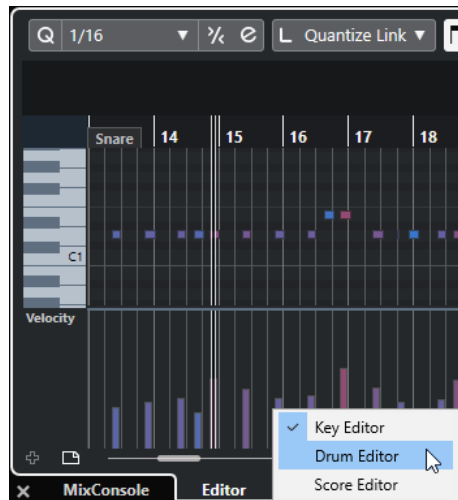 Q 1/16 Quantize Link
Snare 14 15 16 17 18
C1
Velocity
Key Editor
Drum Editor
Score Editor
MixConsole Editor